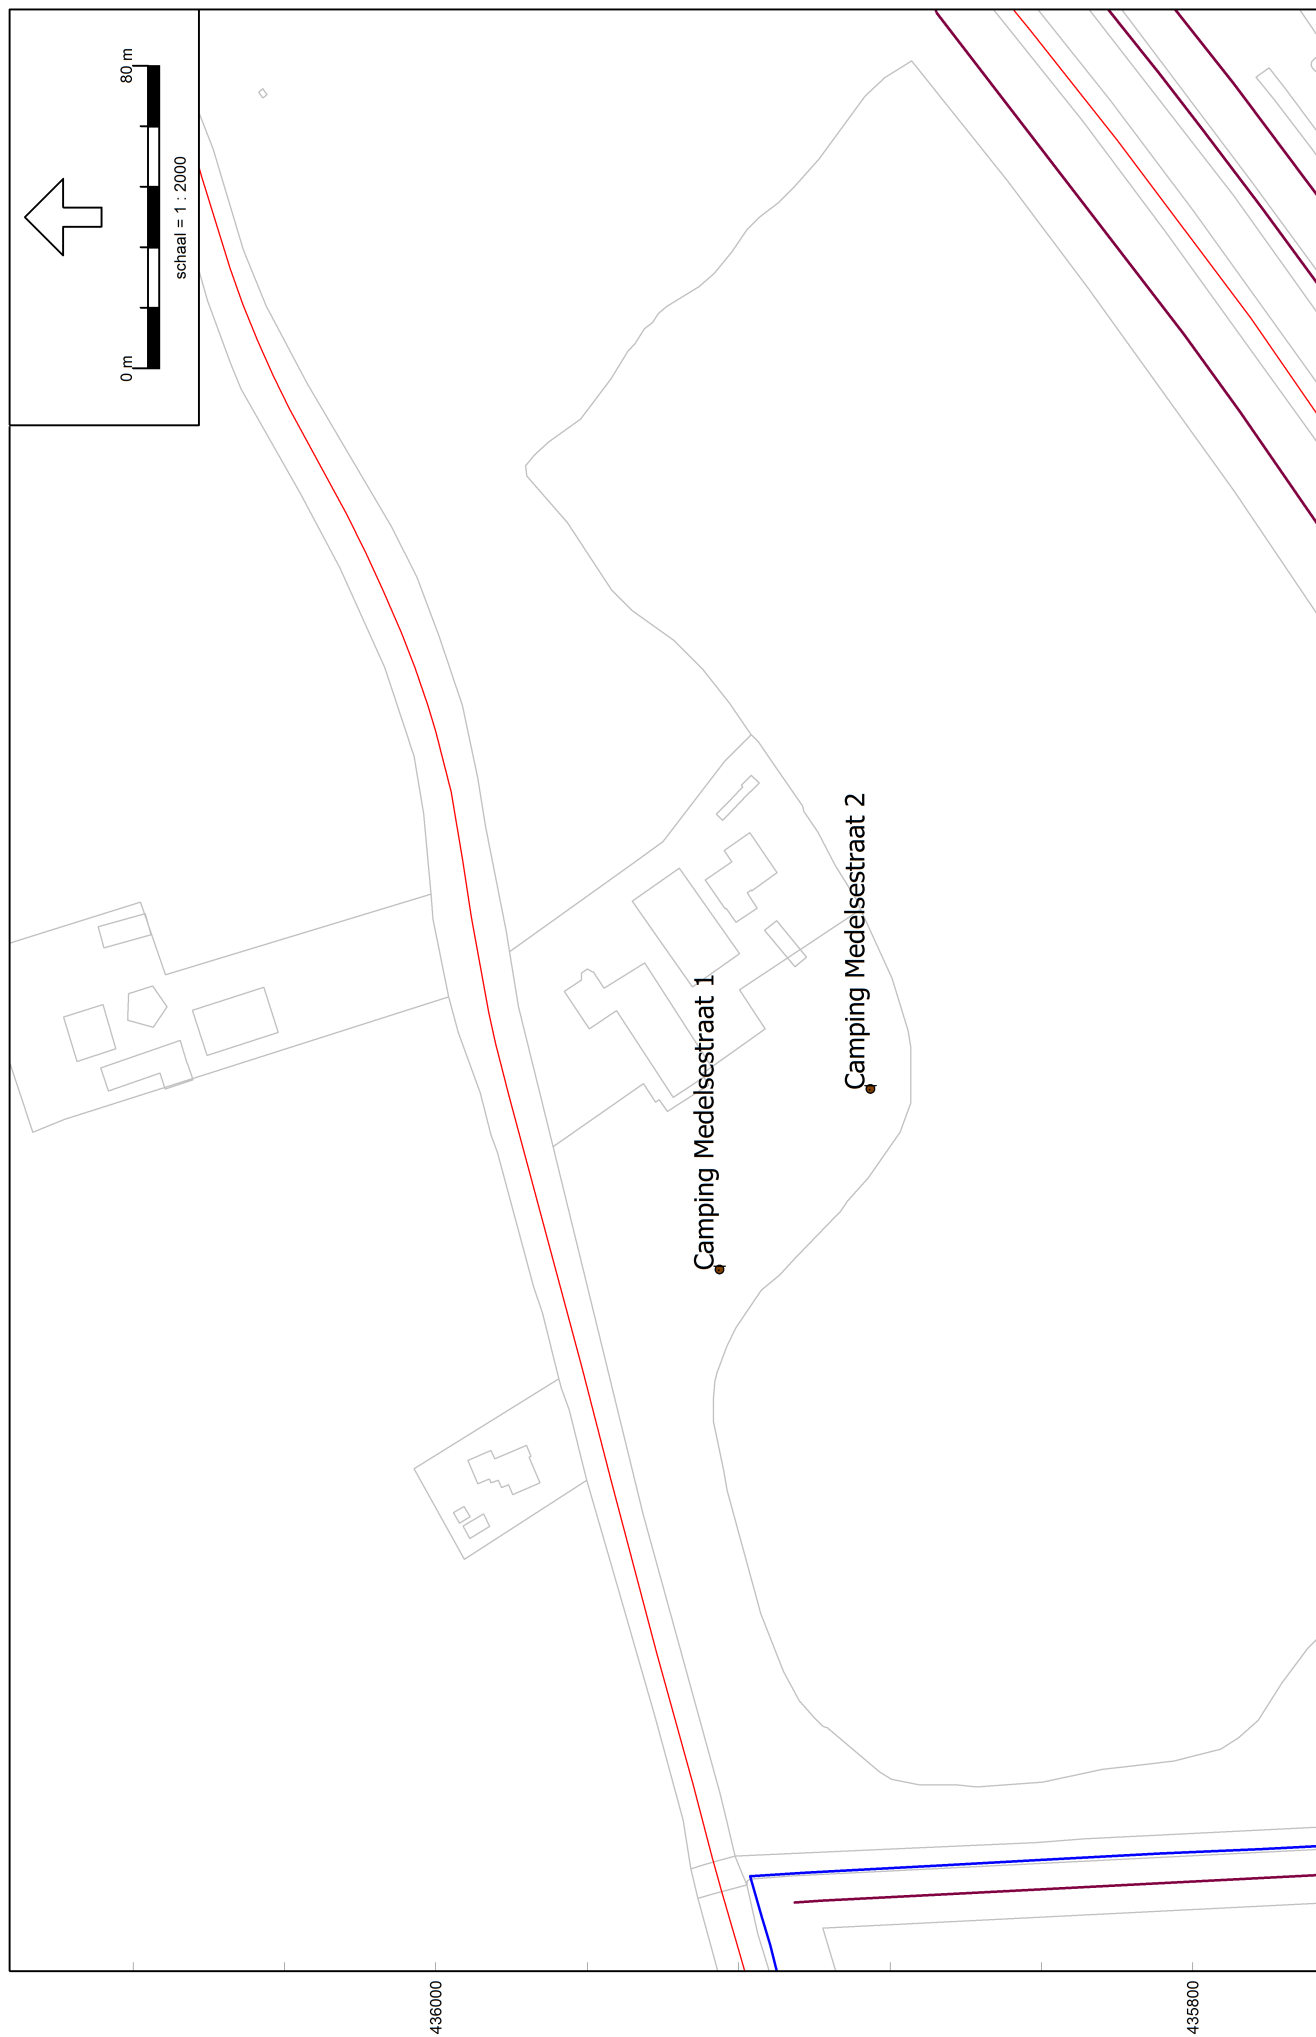 0 m
80 m
schaal = 1 : 2000
Camping Medelsestraat 1
Camping Medelsestraat 2
436000
435800